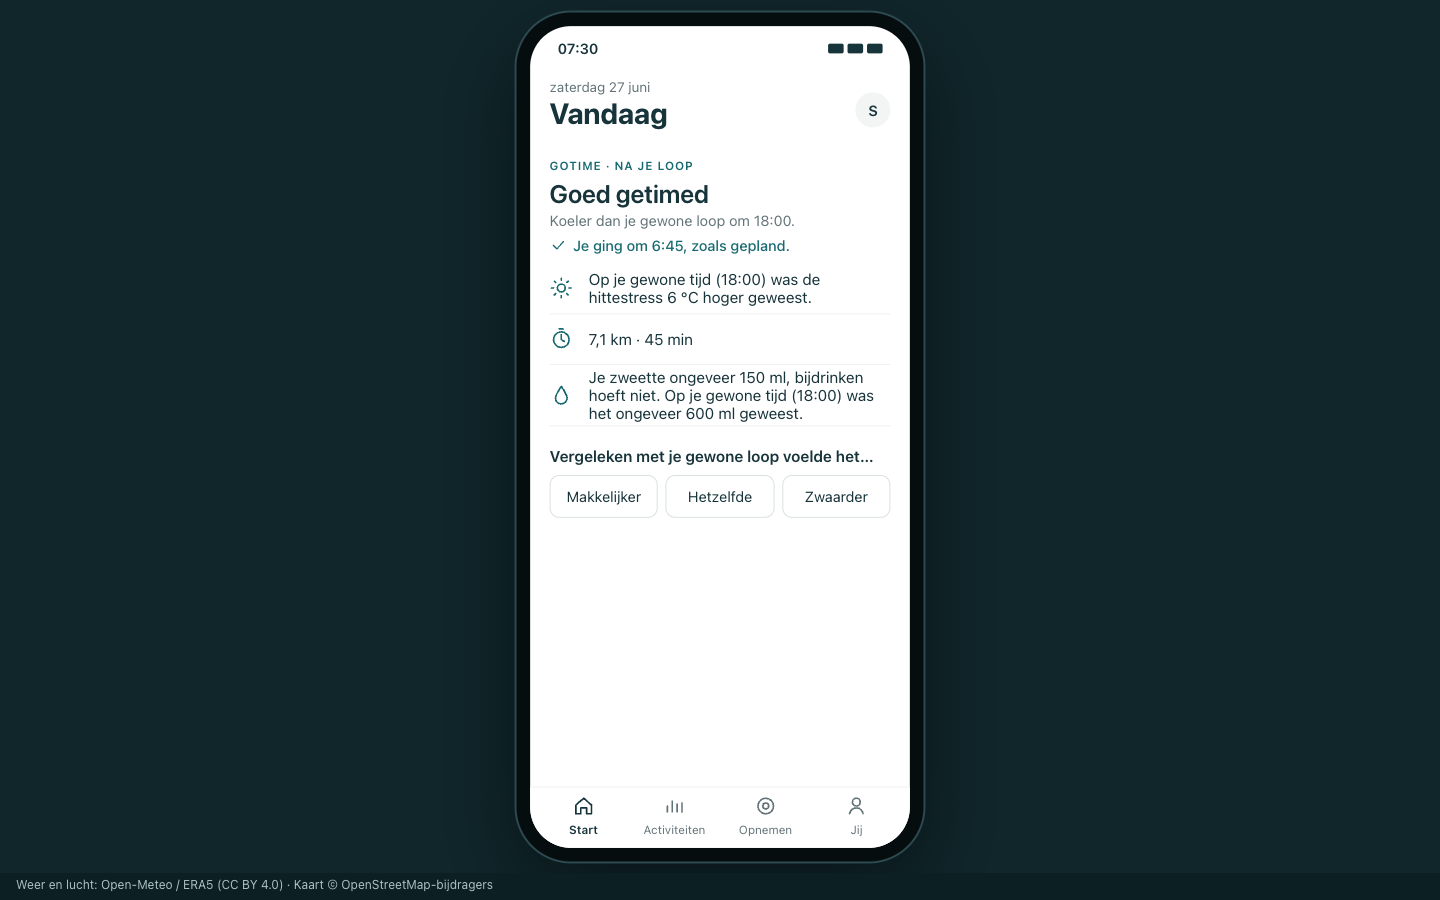 07:30
zaterdag 27 juni
Vandaag
S
GOTIME · NA JE LOOP
Goed getimed
Koeler dan je gewone loop om 18:00.
Je ging om 6:45, zoals gepland.
Op je gewone tijd (18:00) was de
hittestress 6 °C hoger geweest.
7,1 km · 45 min
Je zweette ongeveer 150 ml, bijdrinken
hoeft niet. Op je gewone tijd (18:00) was
het ongeveer 600 ml geweest.
Vergeleken met je gewone loop voelde het…
Makkelijker
Hetzelfde
Zwaarder
Start
Activiteiten
Opnemen
Jij
Weer en lucht: Open-Meteo / ERA5 (CC BY 4.0) · Kaart © OpenStreetMap-bijdragers